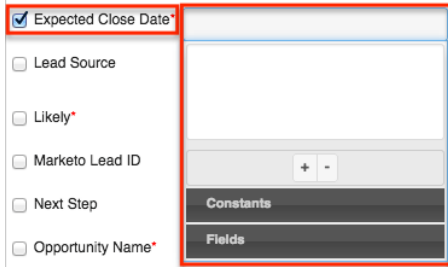 Expected Close Date*
Lead Source
Likely*
Marketo Lead ID
+ -
Next Step
Constants
Opportunity Name*
Fields